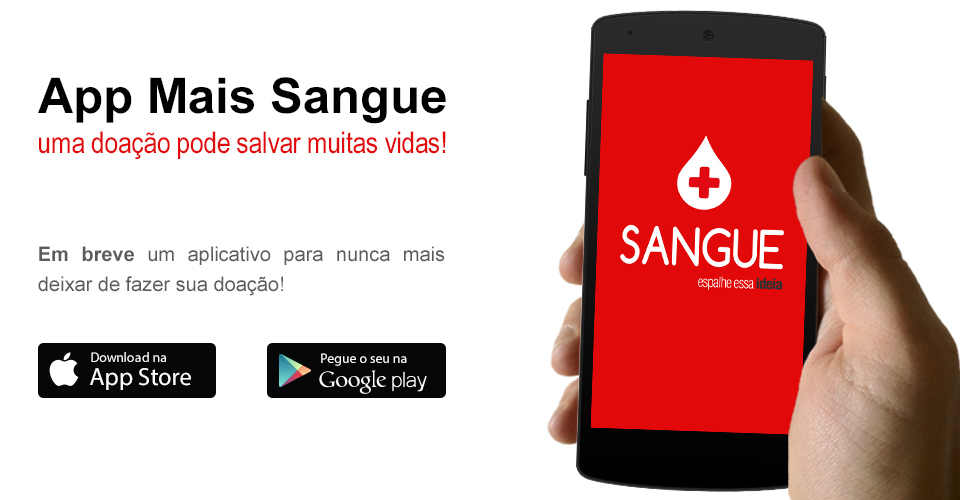 App Mais Sangue
uma doação pode salvar muitas vidas!
Em breve um aplicativo para nunca mais
deixar de fazer sua doação!
Download na
App Store
Pegue o seu na
Google play
SANGUE
espalhe essa ideia